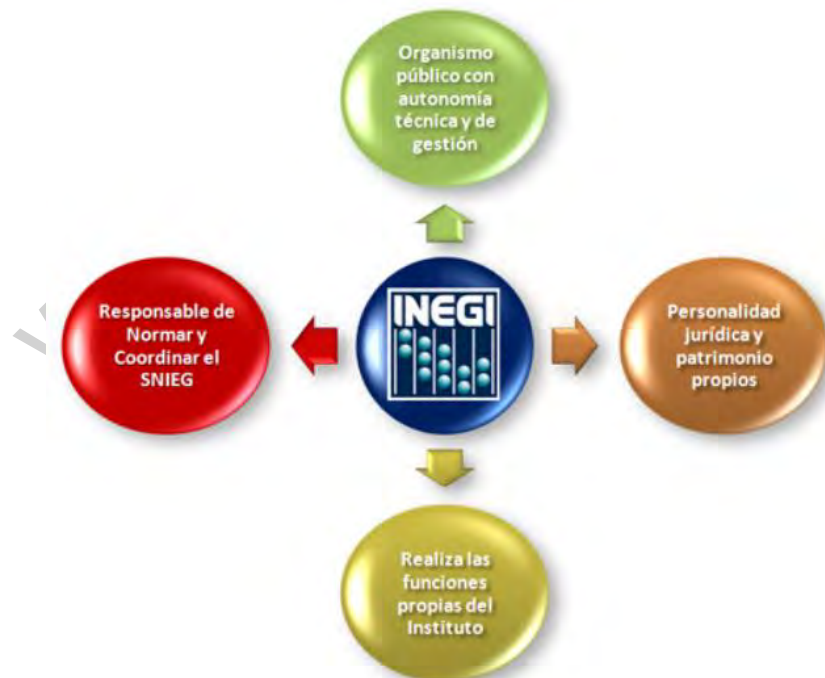 Organismo
público con
autonomía
técnica y de
gestión
Responsable de
Normar y
Coordinar el
SNIEG
INEGI
Personalidad
jurídica y
patrimonio
propios
Realiza las
funciones
propias del
Instituto